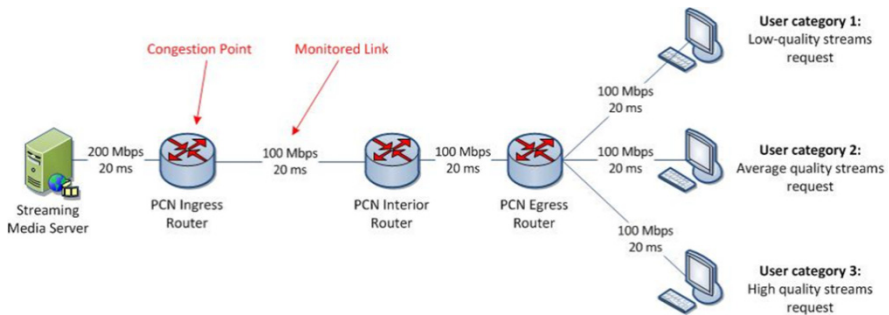 Congestion Point
Monitored Link
User category 1:
Low-quality streams
request
100 Mbps
20 ms
200 Mbps
20 ms
100 Mbps
20 ms
100 Mbps
20 ms
100 Mbps
20 ms
User category 2:
Average quality streams
request
Streaming
Media Server
PCN Ingress
Router
PCN Interior
Router
PCN Egress
Router
100 Mbps
20 ms
User category 3:
High quality streams
request